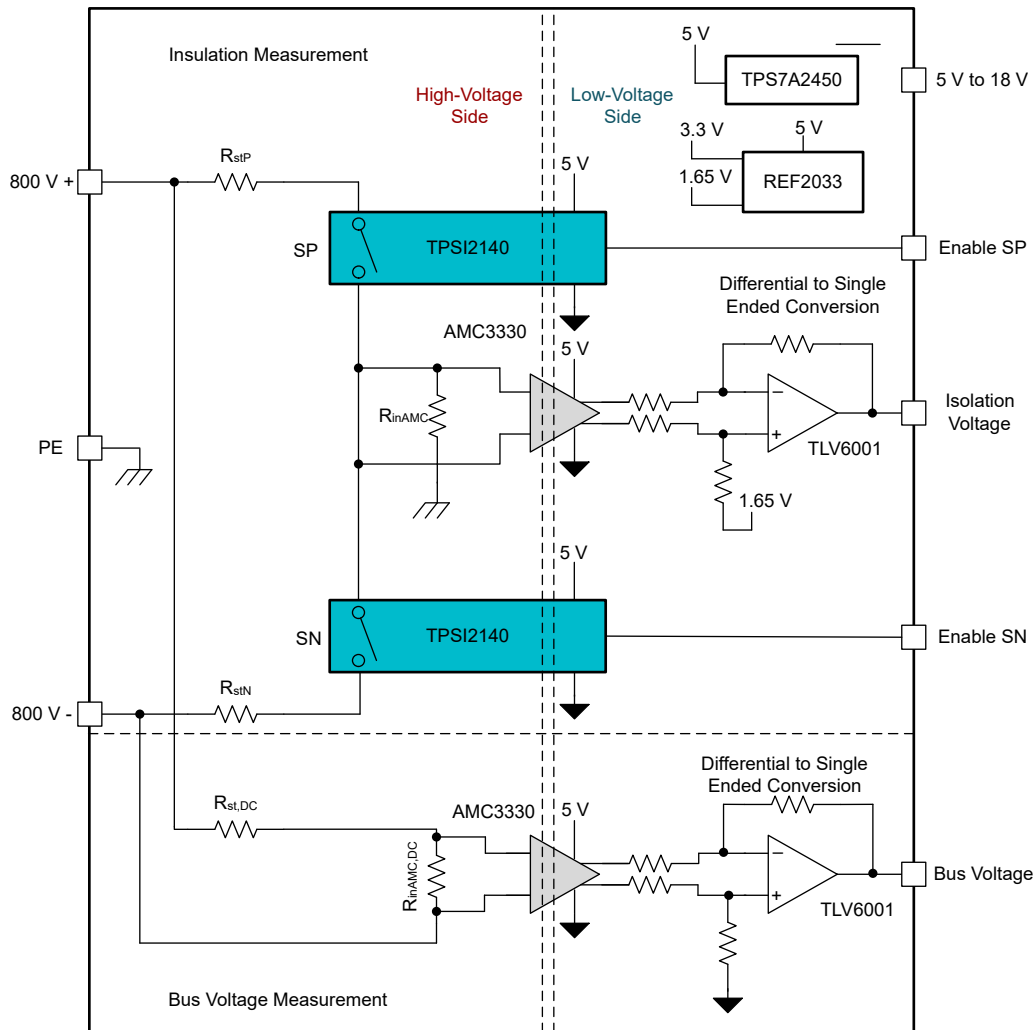 Insulation Measurement
High-Voltage
Side
Low-Voltage
Side
5 V
TPS7A2450
5 V to 18 V
3.3 V
5 V
1.65 V
REF2033
800 V +
RstP
5 V
SP
TPSI2140
Enable SP
Differential to Single
Ended Conversion
AMC3330
5 V
RinAMC
−
+
TLV6001
Isolation
Voltage
PE
1.65 V
5 V
SN
TPSI2140
Enable SN
RstN
800 V -
Differential to Single
Ended Conversion
Rst,DC
AMC3330
5 V
RinAMC,DC
−
+
TLV6001
Bus Voltage
Bus Voltage Measurement